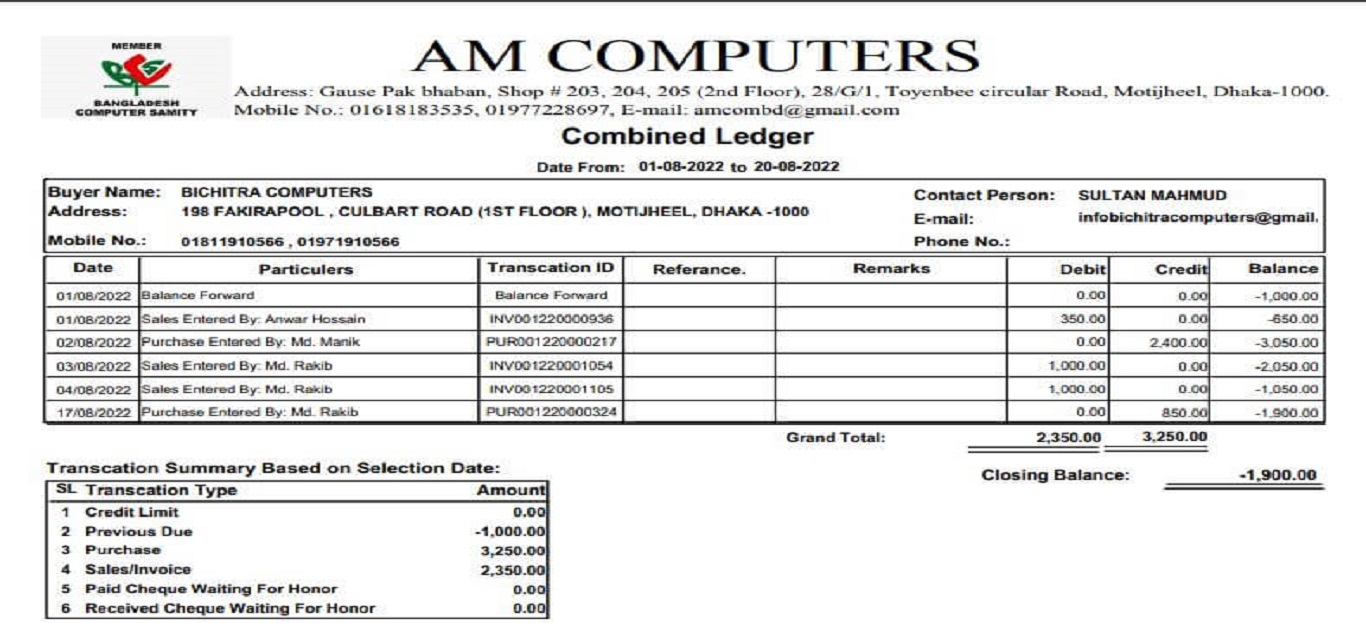 MEMBER
BCS
BANGLADESH
COMPUTER SAMITY
AM COMPUTERS
Address: Gause Pak bhaban, Shop # 203, 204, 205 (2nd Floor), 28/G/1, Toyenbee circular Road, Motijheel, Dhaka-1000.
Mobile No.: 01618183535, 01977228697, E-mail: amcombd@gmail.com
Combined Ledger
Date From: 01-08-2022 to 20-08-2022
Buyer Name: BICHITRA COMPUTERS Contact Person: SULTAN MAHMUD
Address: 198 FAKIRAPOOL , CULBART ROAD (1ST FLOOR ), MOTIJHEEL, DHAKA -1000 E-mail: infobichitracomputers@gmail.
Mobile No.: 01811910566 , 01971910566 Phone No.:
Date Particulers Transcation ID Referance. Remarks Debit Credit Balance
01/08/2022 Balance Forward Balance Forward 0.00 0.00 -1,000.00
01/08/2022 Sales Entered By: Anwar Hossain INV001220000936 350.00 0.00 -650.00
02/08/2022 Purchase Entered By: Md. Manik PUR001220000217 0.00 2,400.00 -3,050.00
03/08/2022 Sales Entered By: Md. Rakib INV001220001054 1,000.00 0.00 -2,050.00
04/08/2022 Sales Entered By: Md. Rakib INV001220001105 1,000.00 0.00 -1,050.00
17/08/2022 Purchase Entered By: Md. Rakib PUR001220000324 0.00 850.00 -1,900.00
Grand Total: 2,350.00 3,250.00
Closing Balance: -1,900.00
Transcation Summary Based on Selection Date:
SL Transcation Type Amount
1 Credit Limit 0.00
2 Previous Due -1,000.00
3 Purchase 3,250.00
4 Sales/Invoice 2,350.00
5 Paid Cheque Waiting For Honor 0.00
6 Received Cheque Waiting For Honor 0.00